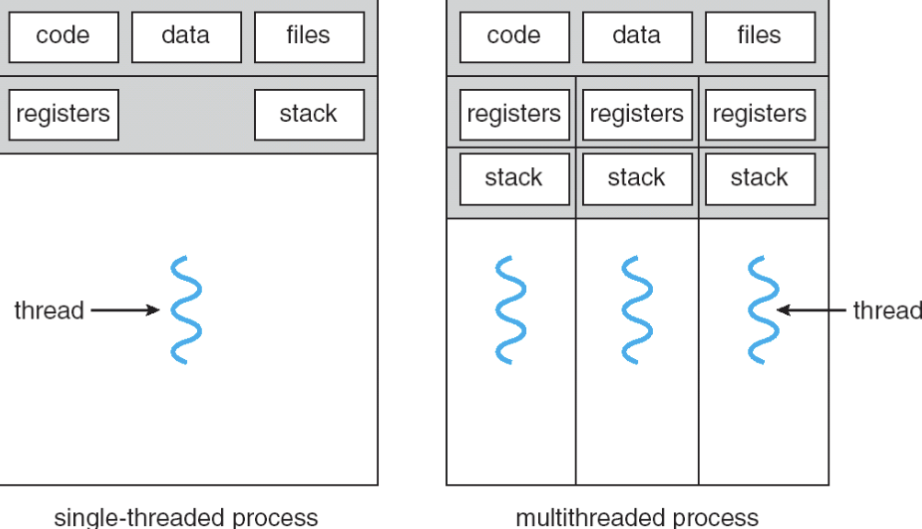 code data files
registers stack
thread
single-threaded process
code data files
registers registers registers
stack stack stack
thread
multithreaded process